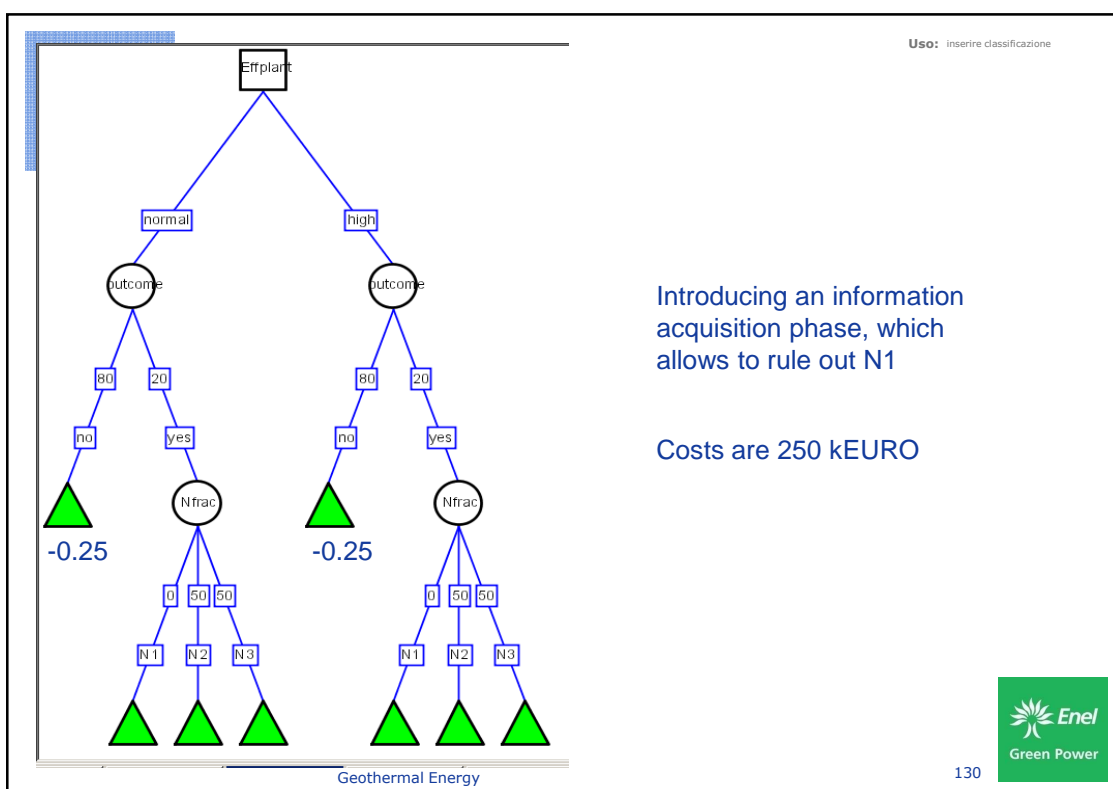 Uso: inserire classificazione
Effplant
normal
high
outcome
outcome
80
20
80
20
no
yes
no
yes
Nfrac
Nfrac
-0.25
-0.25
0
50
50
0
50
50
N1
N2
N3
N1
N2
N3
Introducing an information
acquisition phase, which
allows to rule out N1
Costs are 250 kEURO
Enel
Green Power
Geothermal Energy
130